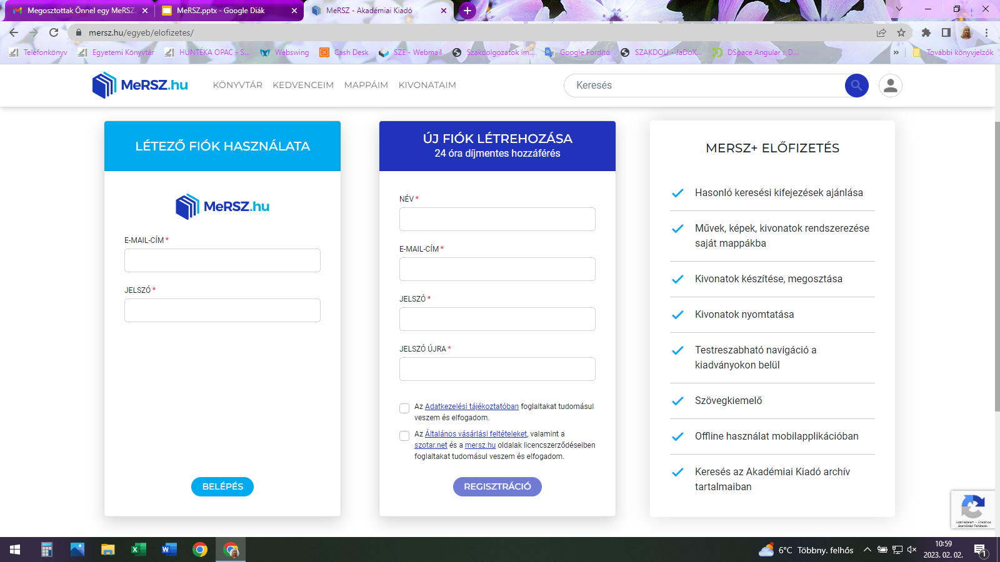 Megosztottak Önnel egy MeRSZ.
MeRSZ.pptx - Google Diák
MeRSZ - Akadémiai Kiadó
mersz.hu/egyeb/elofizetes/
Telefonkönyv
Egyetemi Könyvtár
HUNTÉKA OPAC - S...
Webswing
Cash Desk
SZE - Webmail
Szakdolgozatok im...
Google Fordító
SZAKDOLI - JaDoX...
DSpace Angular :: D...
»
További könyvjelzők
MeRSZ.hu
KÖNYVTÁR
KEDVENCEIM
MAPPÁIM
KIVONATAIM
Keresés
LÉTEZŐ FIÓK HASZNÁLATA
MeRSZ.hu
E-MAIL-CÍM *
JELSZÓ *
BELÉPÉS
ÚJ FIÓK LÉTREHOZÁSA
24 óra díjmentes hozzáférés
NÉV *
E-MAIL-CÍM *
JELSZÓ *
JELSZÓ ÚJRA *
Az Adatkezelési tájékoztatóban foglaltakat tudomásul
veszem és elfogadom.
Az Általános vásárlási feltételeket, valamint a
szotar.net és a mersz.hu oldalak licencszerződéseiben
foglaltakat tudomásul veszem és elfogadom.
REGISZTRÁCIÓ
MERSZ+ ELŐFIZETÉS
Hasonló keresési kifejezések ajánlása
Művek, képek, kivonatok rendszerezése
saját mappákba
Kivonatok készítése, megosztása
Kivonatok nyomtatása
Testreszabható navigáció a
kiadványokon belül
Szövegkiemelő
Offline használat mobilapplikációban
Keresés az Akadémiai Kiadó archív
tartalmaiban
Adatvédelem - Általános
Szerződési Feltételek
6°C Többny. felhős
10:59
2023. 02. 02.
1